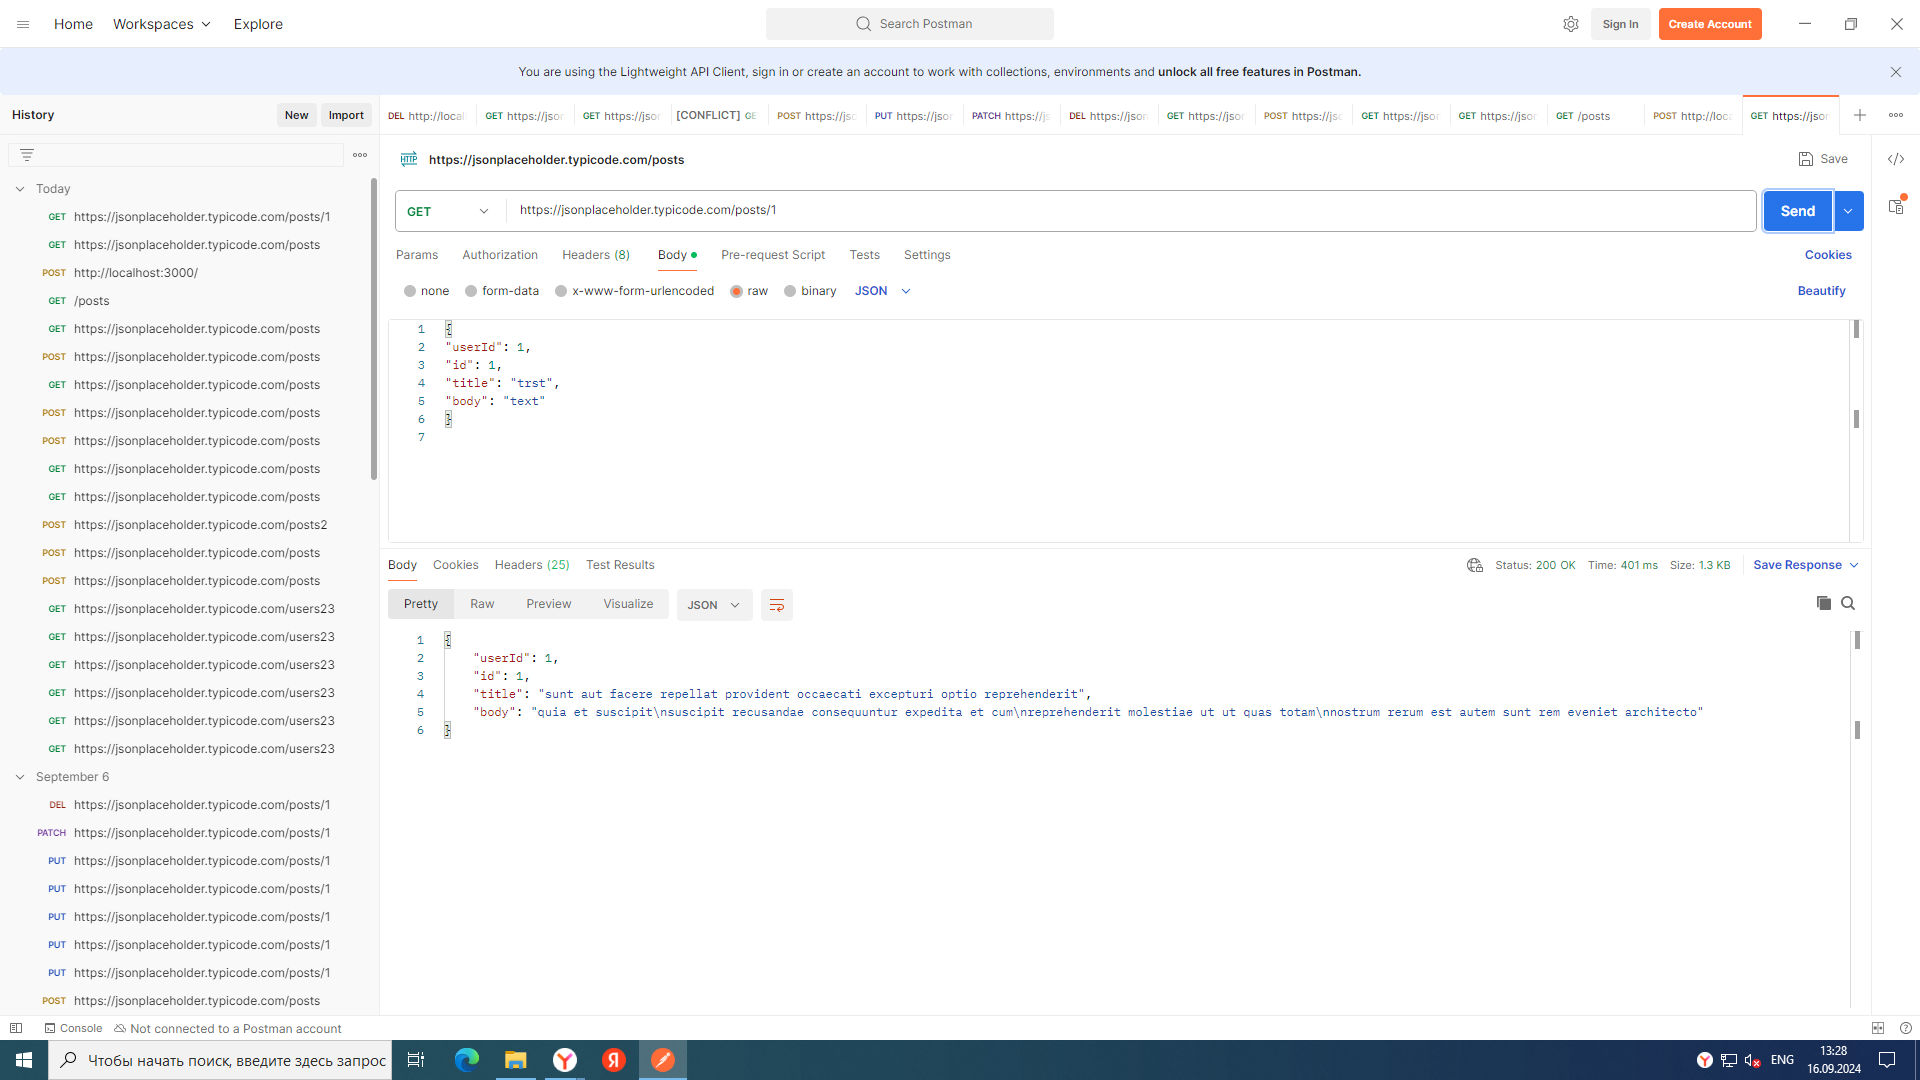 Home Workspaces Explore
Search Postman
Sign In Create Account
You are using the Lightweight API Client, sign in or create an account to work with collections, environments and unlock all free features in Postman.
History New Import
Today
GET https://jsonplaceholder.typicode.com/posts/1
GET https://jsonplaceholder.typicode.com/posts
POST http://localhost:3000/
GET /posts
GET https://jsonplaceholder.typicode.com/posts
POST https://jsonplaceholder.typicode.com/posts
GET https://jsonplaceholder.typicode.com/posts
POST https://jsonplaceholder.typicode.com/posts
POST https://jsonplaceholder.typicode.com/posts
GET https://jsonplaceholder.typicode.com/posts
GET https://jsonplaceholder.typicode.com/posts
POST https://jsonplaceholder.typicode.com/posts2
POST https://jsonplaceholder.typicode.com/posts
POST https://jsonplaceholder.typicode.com/posts
GET https://jsonplaceholder.typicode.com/users23
GET https://jsonplaceholder.typicode.com/users23
GET https://jsonplaceholder.typicode.com/users23
GET https://jsonplaceholder.typicode.com/users23
GET https://jsonplaceholder.typicode.com/users23
GET https://jsonplaceholder.typicode.com/users23
September 6
DEL https://jsonplaceholder.typicode.com/posts/1
PATCH https://jsonplaceholder.typicode.com/posts/1
PUT https://jsonplaceholder.typicode.com/posts/1
PUT https://jsonplaceholder.typicode.com/posts/1
PUT https://jsonplaceholder.typicode.com/posts/1
PUT https://jsonplaceholder.typicode.com/posts/1
PUT https://jsonplaceholder.typicode.com/posts/1
POST https://jsonplaceholder.typicode.com/posts
DEL http://local GET https://json GET https://json [CONFLICT] GE POST https://jso PUT https://json PATCH https://js DEL https://json GET https://json POST https://jso GET https://json GET https://json GET /posts POST http://loca GET https://json
HTTP https://jsonplaceholder.typicode.com/posts Save
GET https://jsonplaceholder.typicode.com/posts/1 Send
Params Authorization Headers (8) Body Pre-request Script Tests Settings Cookies
none form-data x-www-form-urlencoded raw binary JSON Beautify
1 {
2 "userId": 1,
3 "id": 1,
4 "title": "trst",
5 "body": "text"
6 }
7
Body Cookies Headers (25) Test Results Status: 200 OK Time: 401 ms Size: 1.3 KB Save Response
Pretty Raw Preview Visualize JSON
1 {
2 "userId": 1,
3 "id": 1,
4 "title": "sunt aut facere repellat provident occaecati excepturi optio reprehenderit",
5 "body": "quia et suscipit\nsuscipit recusandae consequuntur expedita et cum\nreprehenderit molestiae ut ut quas totam\nnostrum rerum est autem sunt rem eveniet architecto"
6 }
Console Not connected to a Postman account
Чтобы начать поиск, введите здесь запрос
ENG
13:28
16.09.2024